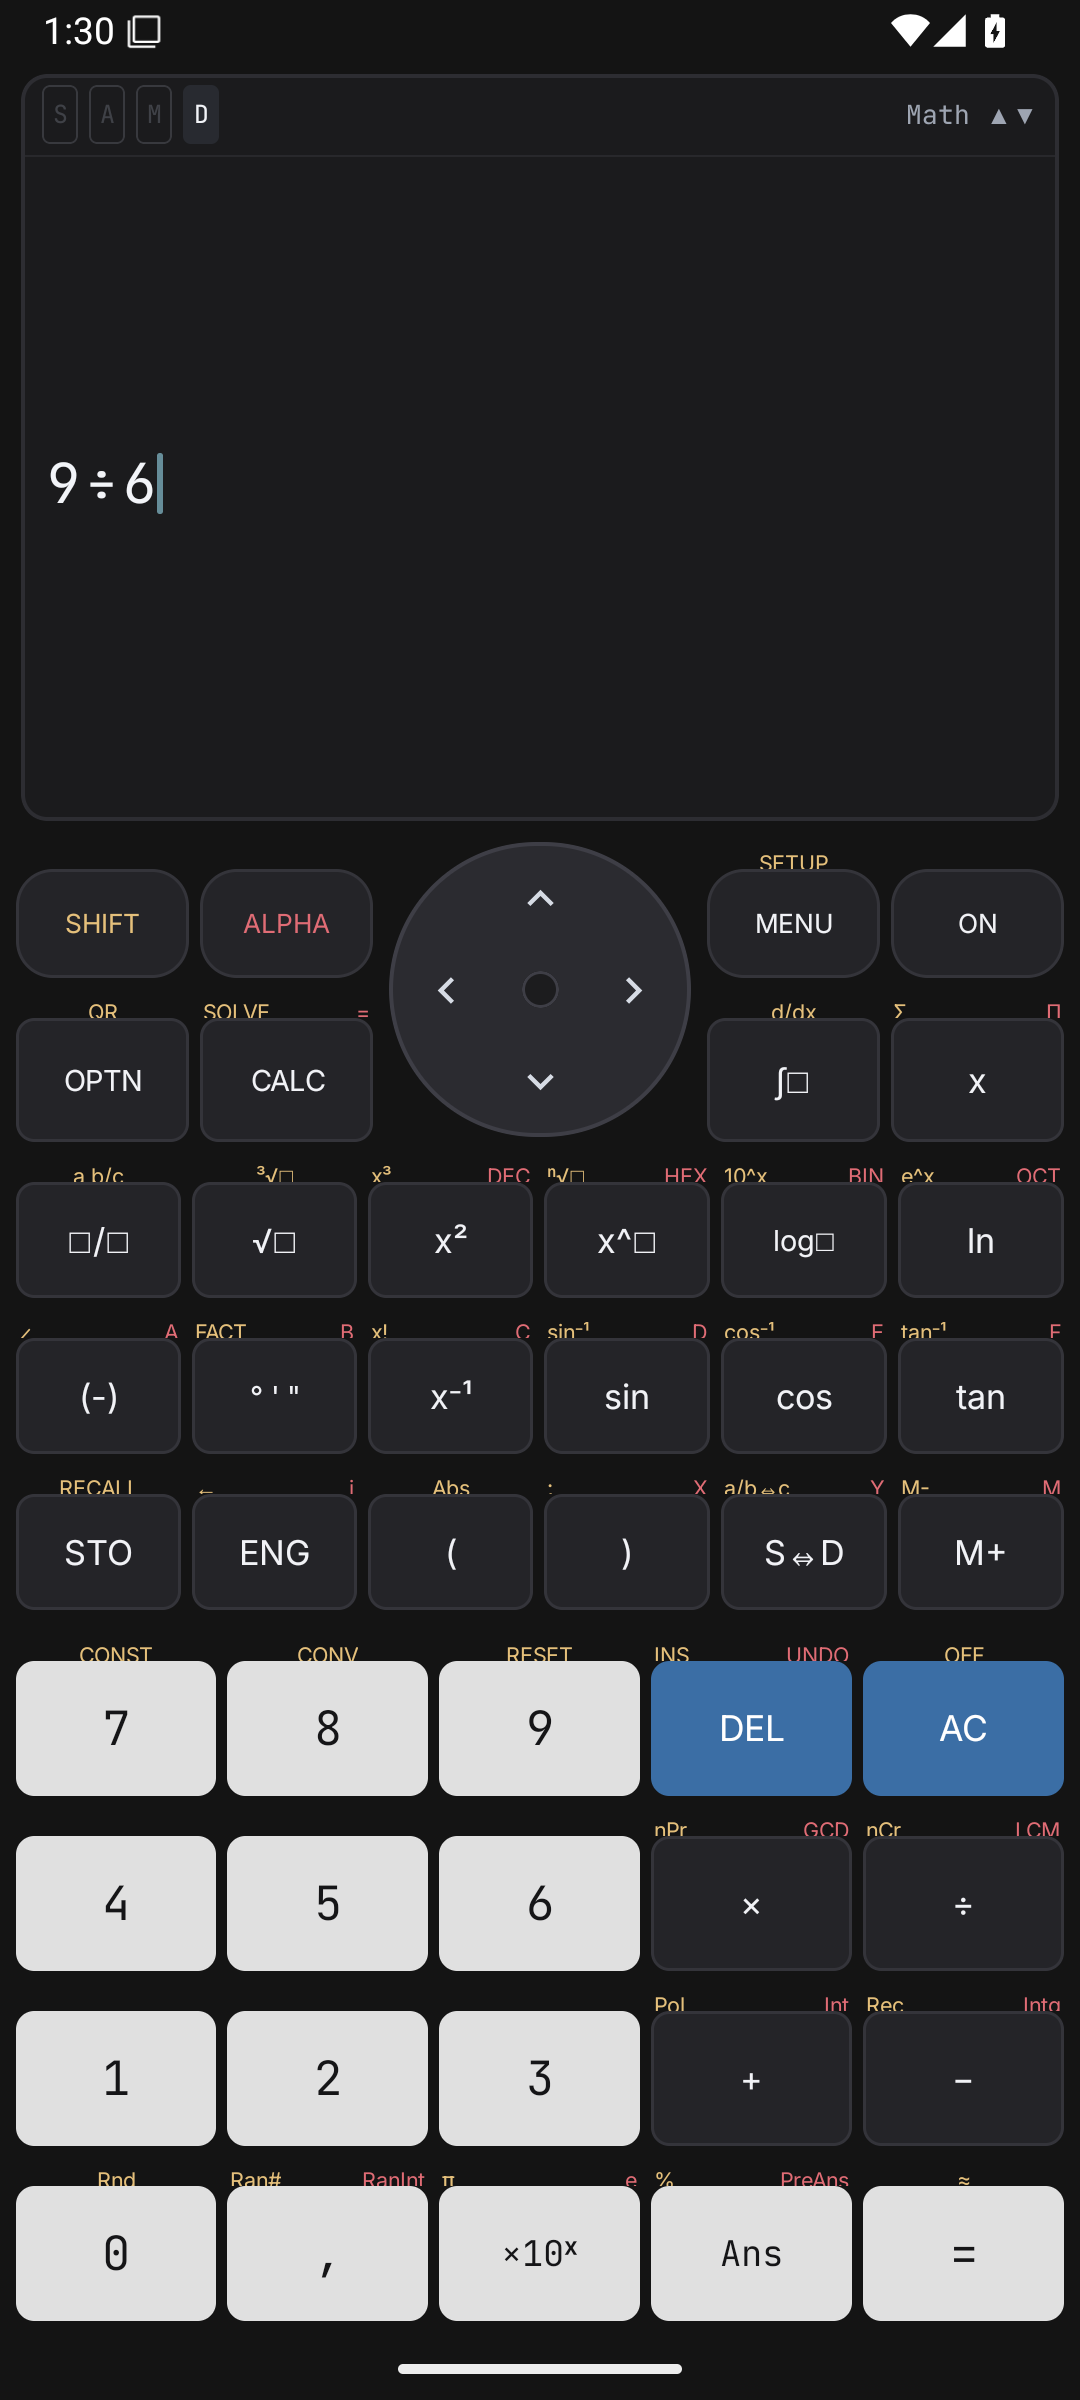 1:30
S A M D Math ▲▼
9÷6
SETUP
SHIFT ALPHA MENU ON
QR SOLVE = d/dx Σ Π
OPTN CALC ∫□ x
a b/c ³√□ x³ DEC ⁿ√□ HEX 10^x BIN e^x OCT
□/□ √□ x² x^□ log□ ln
A FACT B x! C sin⁻¹ D cos⁻¹ E tan⁻¹ F
(-) ° ' " x⁻¹ sin cos tan
RECALL ← i Abs : X a/b⇔c Y M- M
STO ENG ( ) S⇔D M+
CONST CONV RESET INS UNDO OFF
7 8 9 DEL AC
nPr GCD nCr LCM
4 5 6 × ÷
Pol Int Rec Intg
1 2 3 + −
Rnd Ran# RanInt π e % PreAns ≈
0 , ×10ˣ Ans =